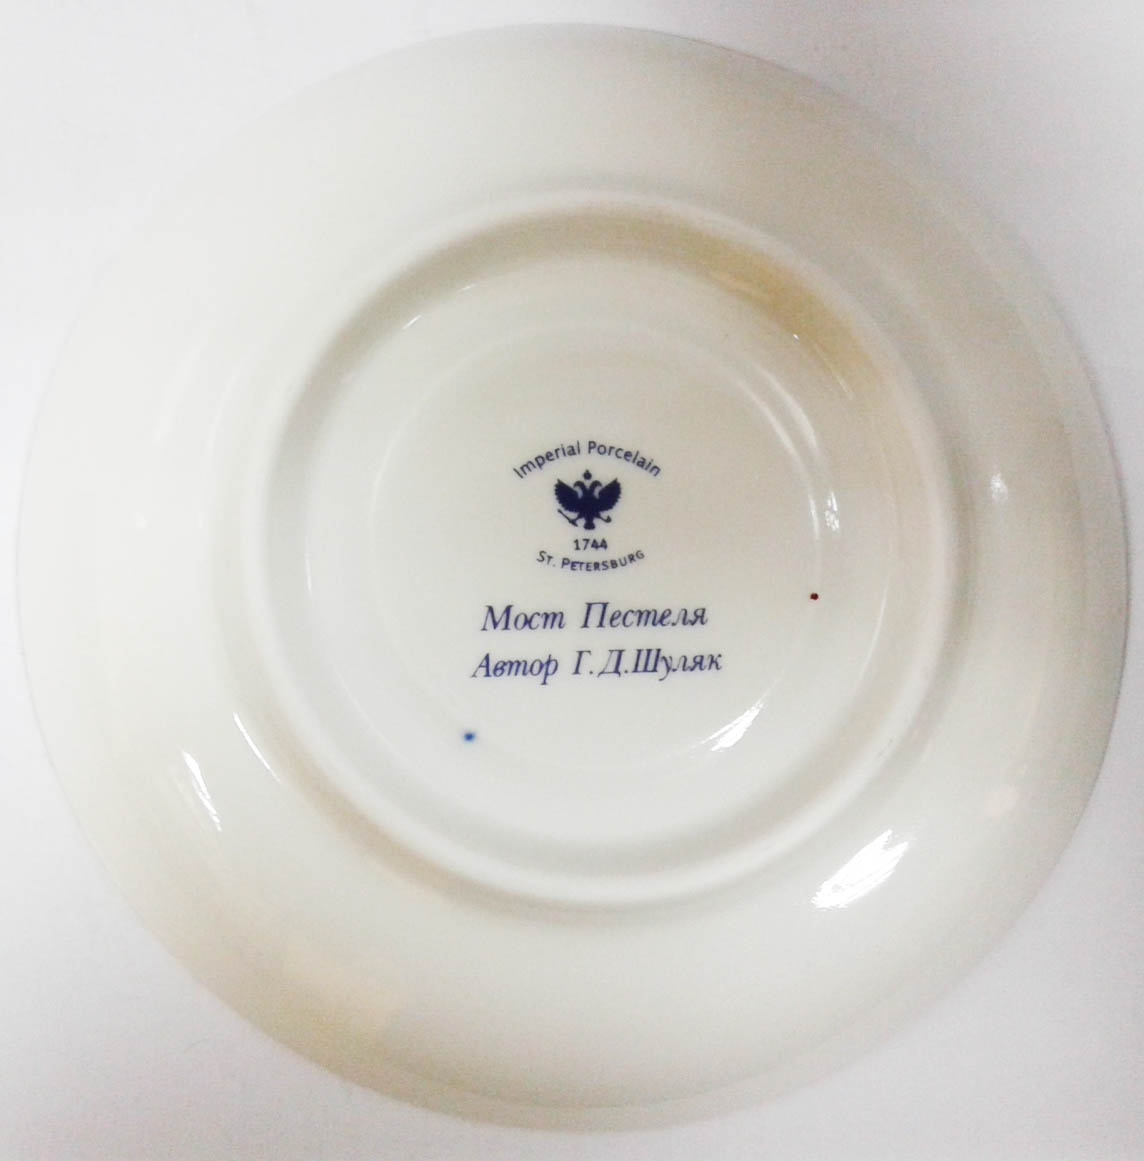 Imperial Porcelain
1744
ST. PETERSBURG
Мост Пестеля
Автор Г.Д.Шуляк